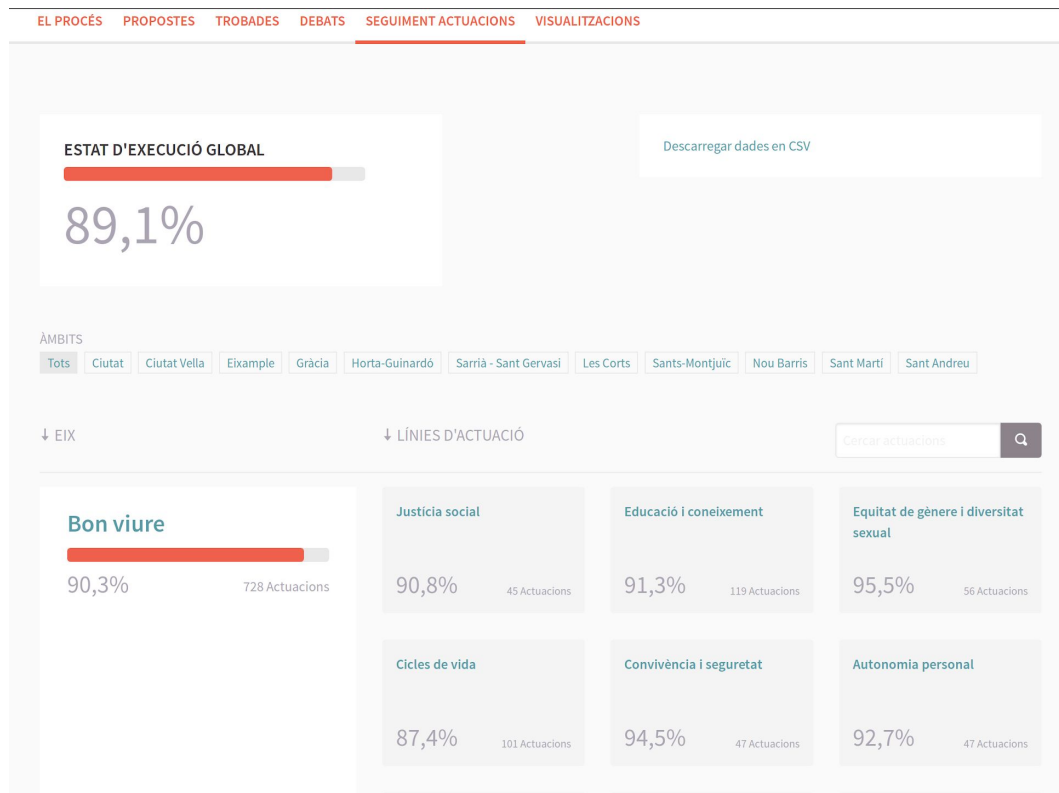 EL PROCÉS PROPOSTES TROBADES DEBATS SEGUIMENT ACTUACIONS VISUALITZACIONS
ESTAT D'EXECUCIÓ GLOBAL
89,1%
Descarregar dades en CSV
ÀMBITS
Tots Ciutat Ciutat Vella Eixample Gràcia Horta-Guinardó Sarrià - Sant Gervasi Les Corts Sants-Montjuïc Nou Barris Sant Martí Sant Andreu
↓ EIX
↓ LÍNIES D'ACTUACIÓ
Cercar actuacions
Bon viure
90,3% 728 Actuacions
Justícia social
90,8% 45 Actuacions
Educació i coneixement
91,3% 119 Actuacions
Equitat de gènere i diversitat
sexual
95,5% 56 Actuacions
Cicles de vida
87,4% 101 Actuacions
Convivència i seguretat
94,5% 47 Actuacions
Autonomia personal
92,7% 47 Actuacions